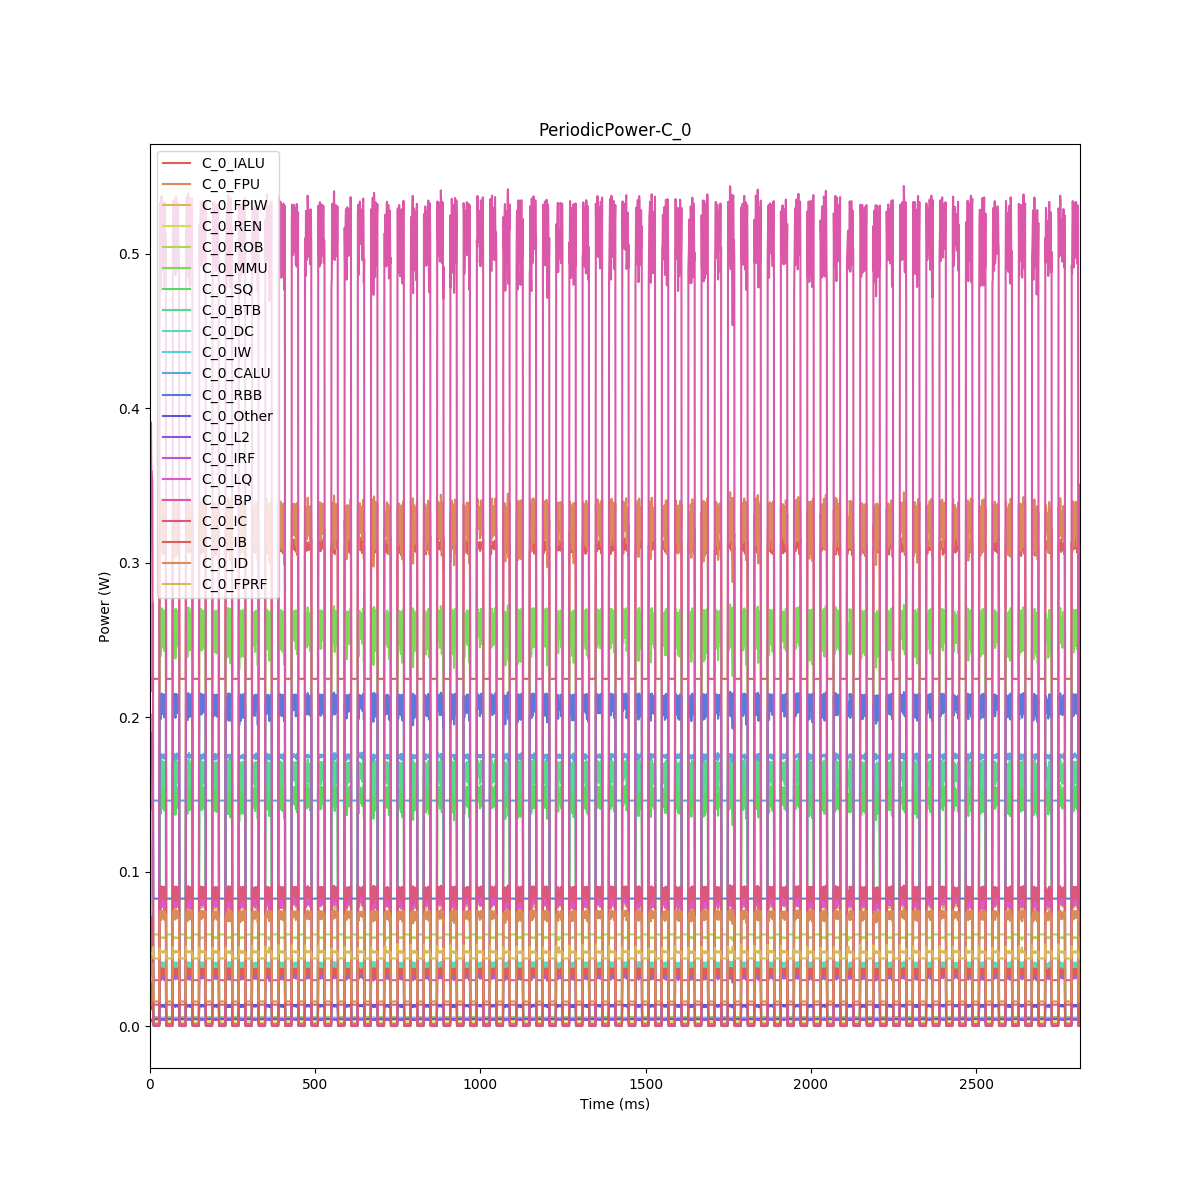 PeriodicPower-C_0
C_0_IALU
C_0_FPU
C_0_FPIW
C_0_REN
C_0_ROB
C_0_MMU
C_0_SQ
C_0_BTB
C_0_DC
C_0_IW
C_0_CALU
C_0_RBB
C_0_Other
C_0_L2
C_0_IRF
C_0_LQ
C_0_BP
C_0_IC
C_0_IB
C_0_ID
C_0_FPRF
0.5
0.4
0.3
0.2
0.1
0.0
Power (W)
0
500
1000
1500
2000
2500
Time (ms)